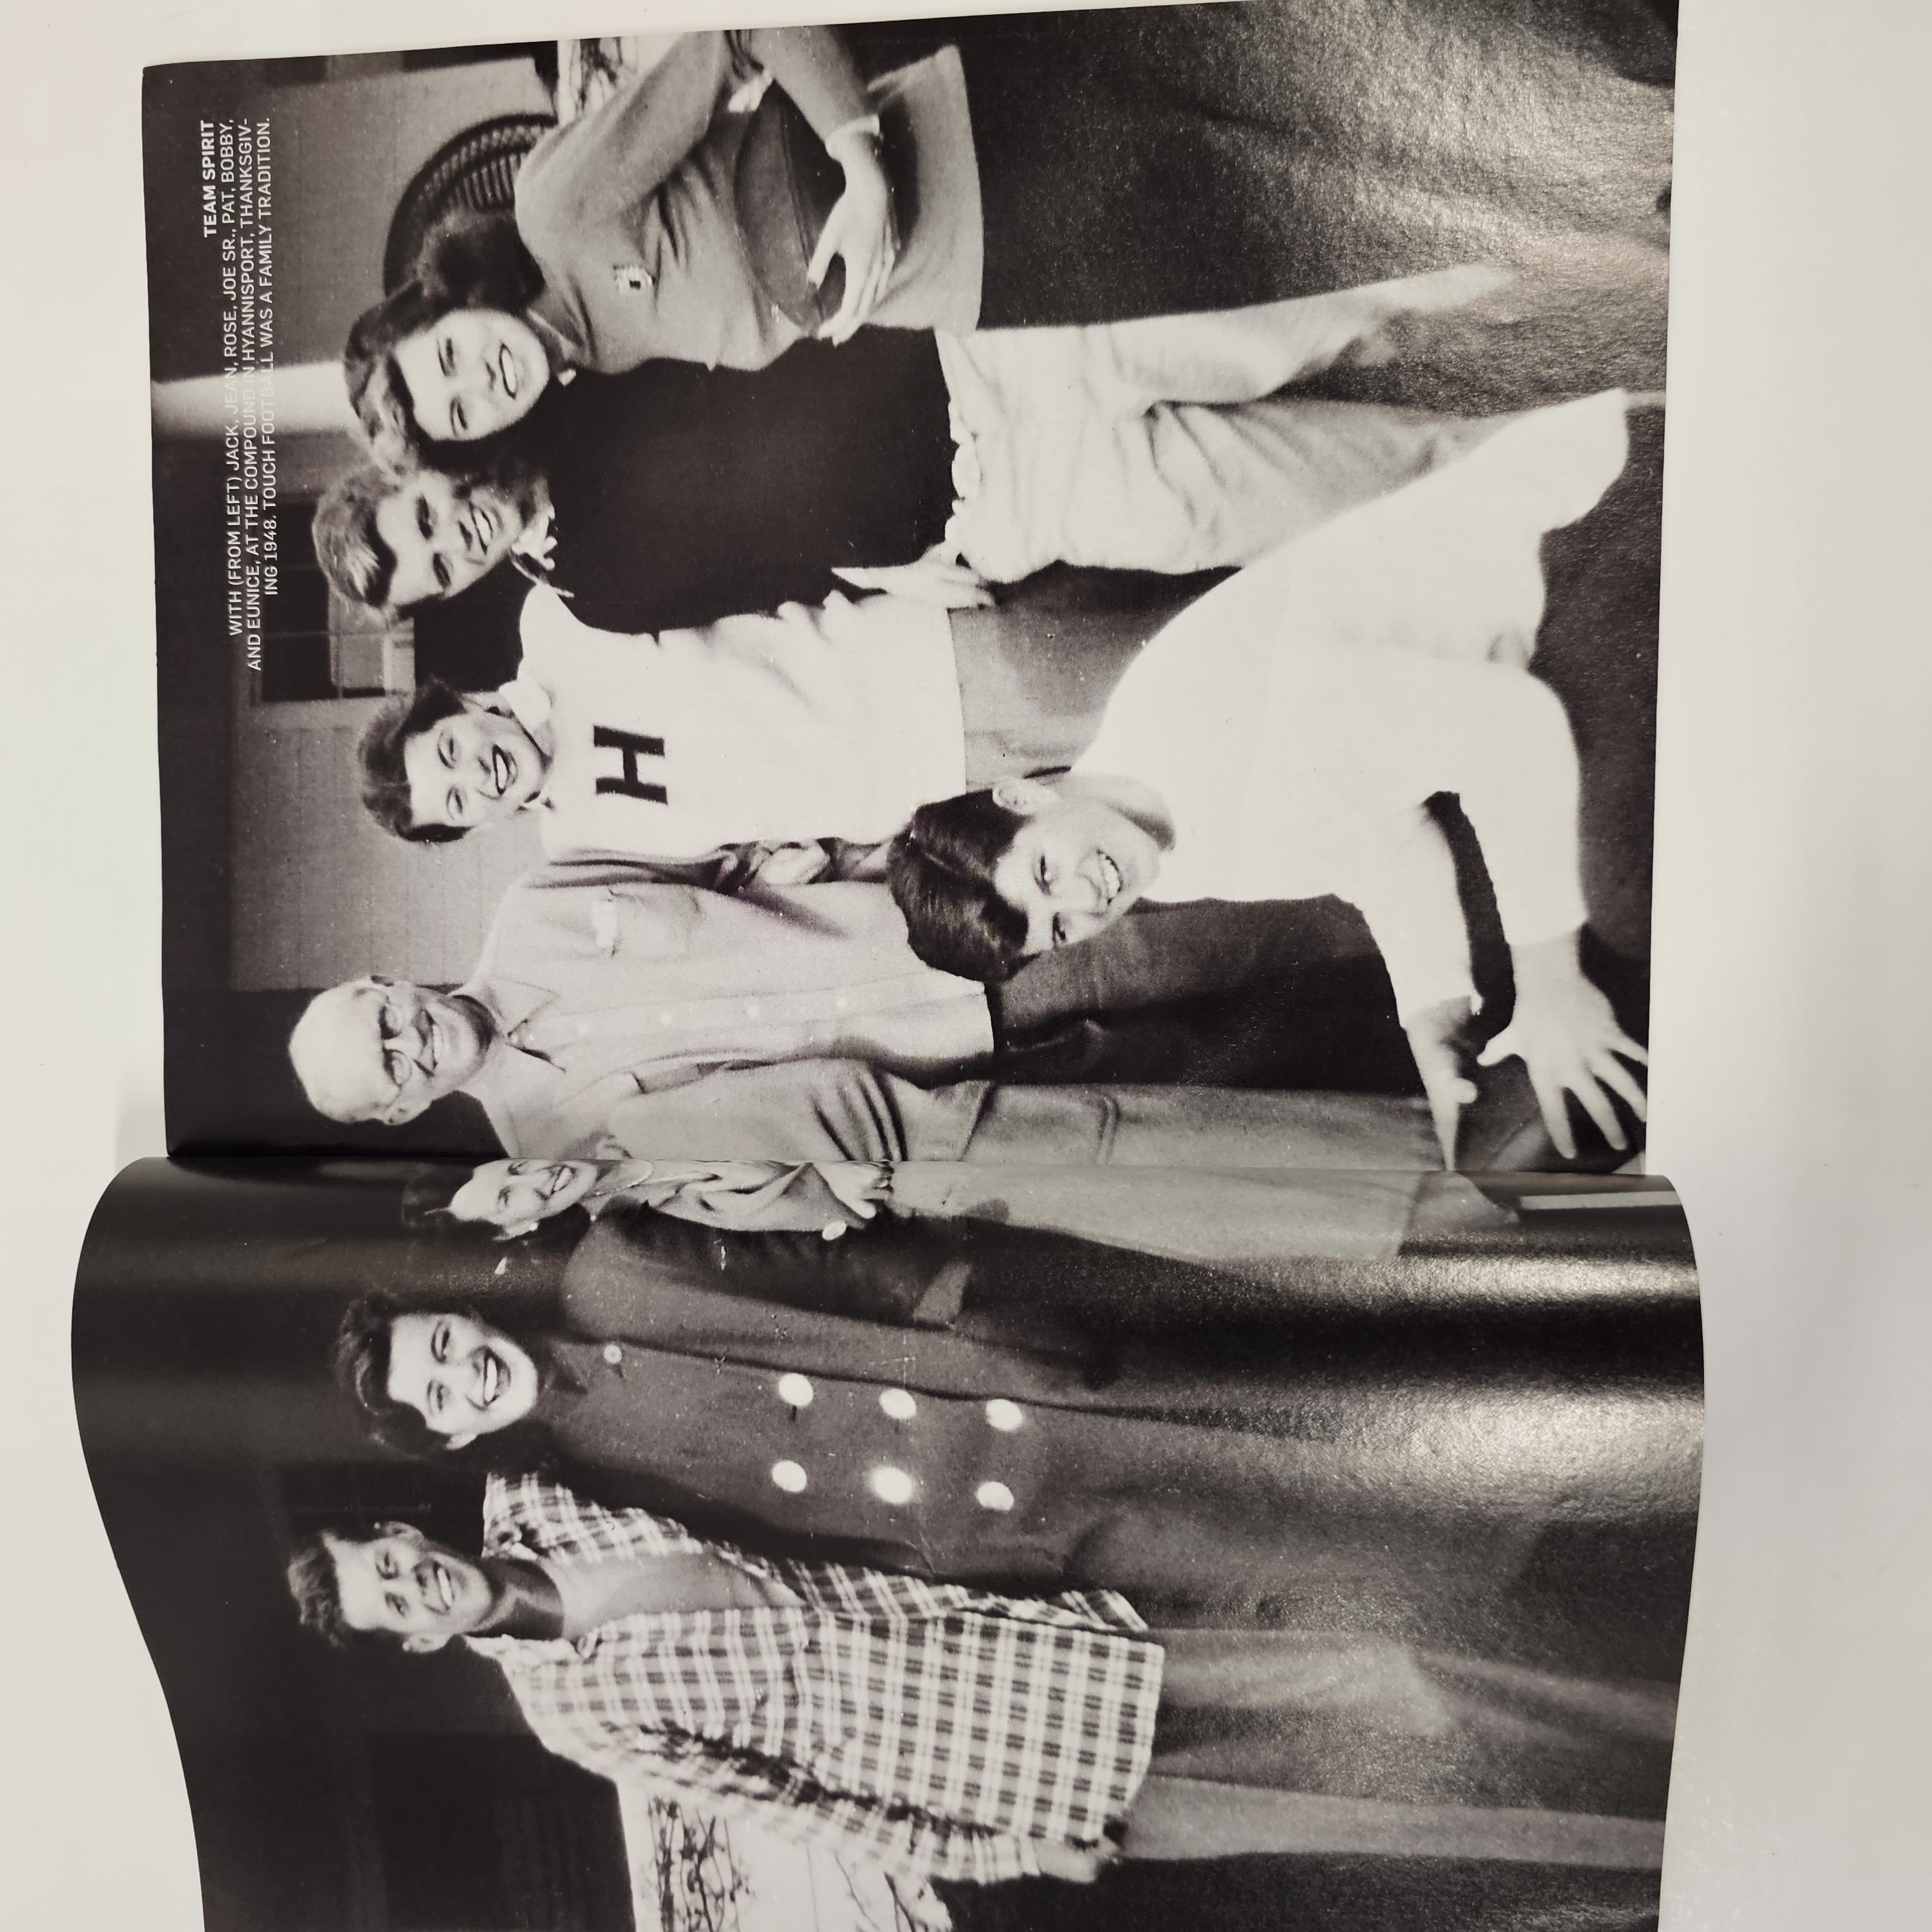 TEAM SPIRIT
WITH (FROM LEFT) JACK, JEAN, ROSE, JOE SR., PAT, BOBBY,
AND EUNICE, AT THE COMPOUND IN HYANNISPORT, THANKSGIV-
ING 1948. TOUCH FOOTBALL WAS A FAMILY TRADITION.
H